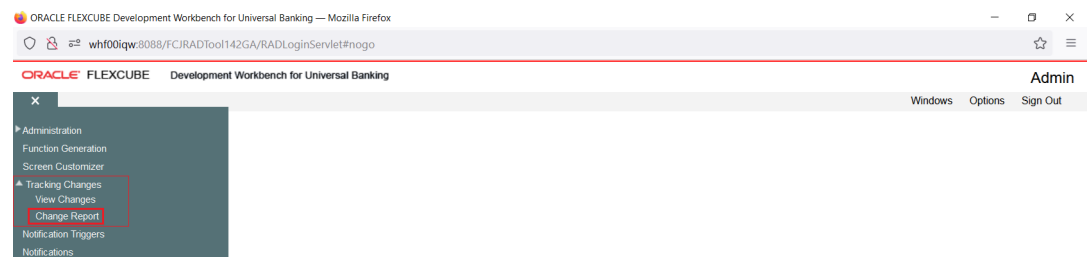 ORACLE FLEXCUBE Development Workbench for Universal Banking — Mozilla Firefox
whf00iqw:8088/FCJRADTool142GA/RADLoginServlet#nogo
ORACLE FLEXCUBE Development Workbench for Universal Banking
Admin
Windows Options Sign Out
Administration
Function Generation
Screen Customizer
Tracking Changes
View Changes
Change Report
Notification Triggers
Notifications